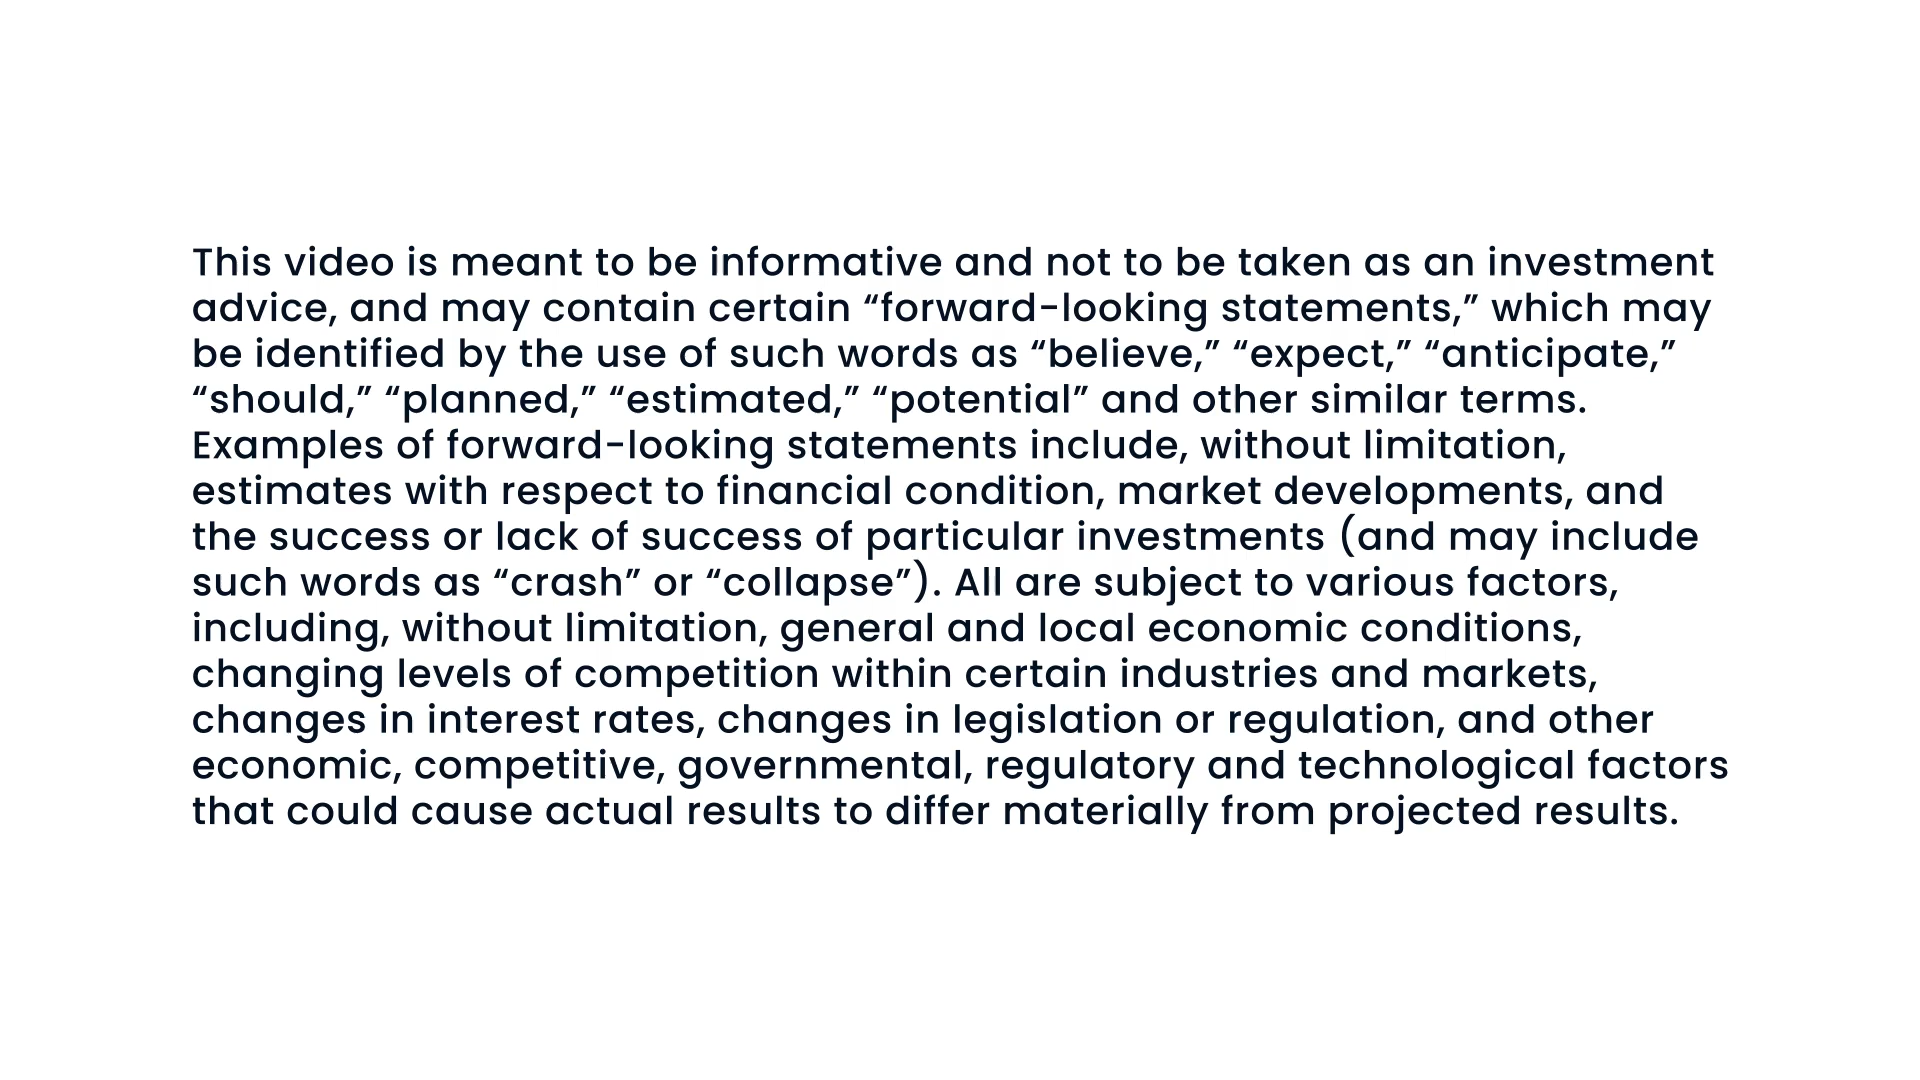 This video is meant to be informative and not to be taken as an investment
advice, and may contain certain “forward-looking statements,” which may
be identified by the use of such words as “believe,” “expect,” “anticipate,”
“should,” “planned,” “estimated,” “potential” and other similar terms.
Examples of forward-looking statements include, without limitation,
estimates with respect to financial condition, market developments, and
the success or lack of success of particular investments (and may include
such words as “crash” or “collapse”). All are subject to various factors,
including, without limitation, general and local economic conditions,
changing levels of competition within certain industries and markets,
changes in interest rates, changes in legislation or regulation, and other
economic, competitive, governmental, regulatory and technological factors
that could cause actual results to differ materially from projected results.